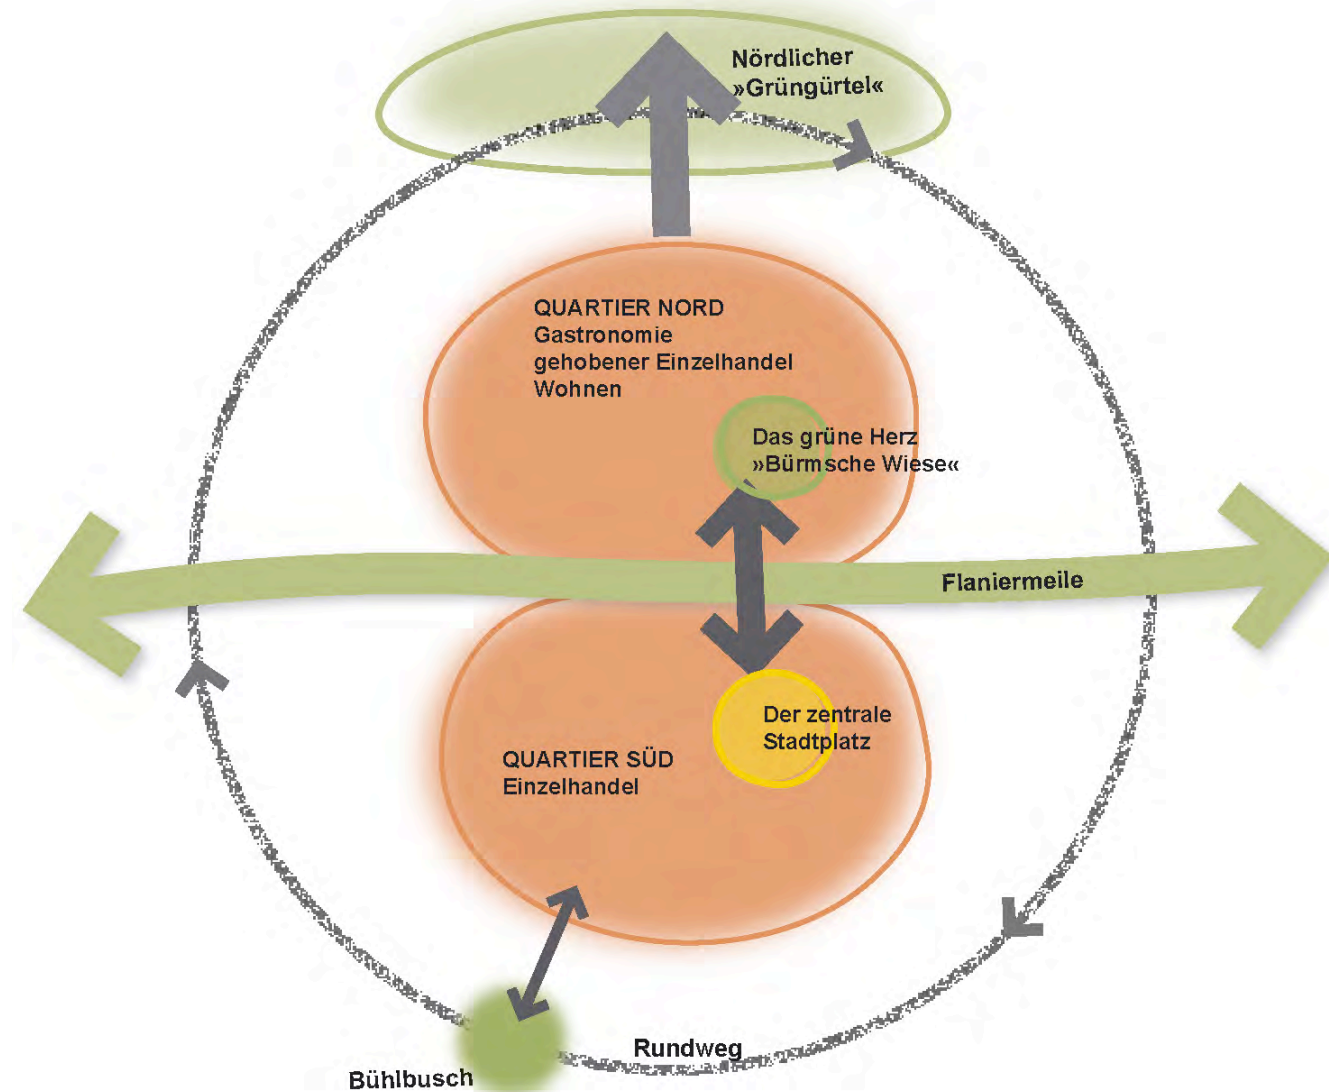 Nördlicher
»Grüngürtel«
QUARTIER NORD
Gastronomie
gehobener Einzelhandel
Wohnen
Das grüne Herz
»Bürmsche Wiese«
Flaniermeile
Der zentrale
Stadtplatz
QUARTIER SÜD
Einzelhandel
Rundweg
Bühlbusch